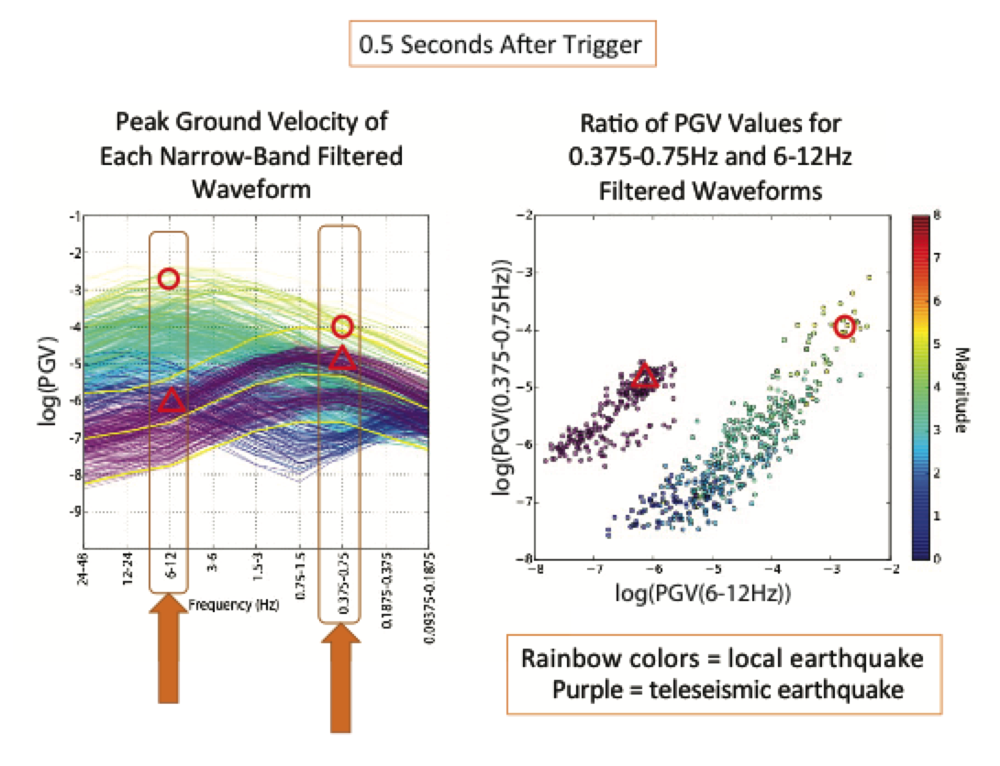 0.5 Seconds After Trigger
Peak Ground Velocity of
Each Narrow-Band Filtered
Waveform
-1
-2
-3
-4
-5
-6
-7
-8
-9
log(PGV)
24-48
12-24
6-12
3-6
1.5-3
0.75-1.5
0.375-0.75
0.1875-0.375
0.09375-0.1875
Frequency (Hz)
Ratio of PGV Values for
0.375-0.75Hz and 6-12Hz
Filtered Waveforms
−2
−3
−4
−5
−6
−7
−8
log(PGV(0.375-0.75Hz))
−8
−7
−6
−5
−4
−3
−2
log(PGV(6-12Hz))
8
7
6
5
4
3
2
1
0
Magnitude
Rainbow colors = local earthquake
Purple = teleseismic earthquake